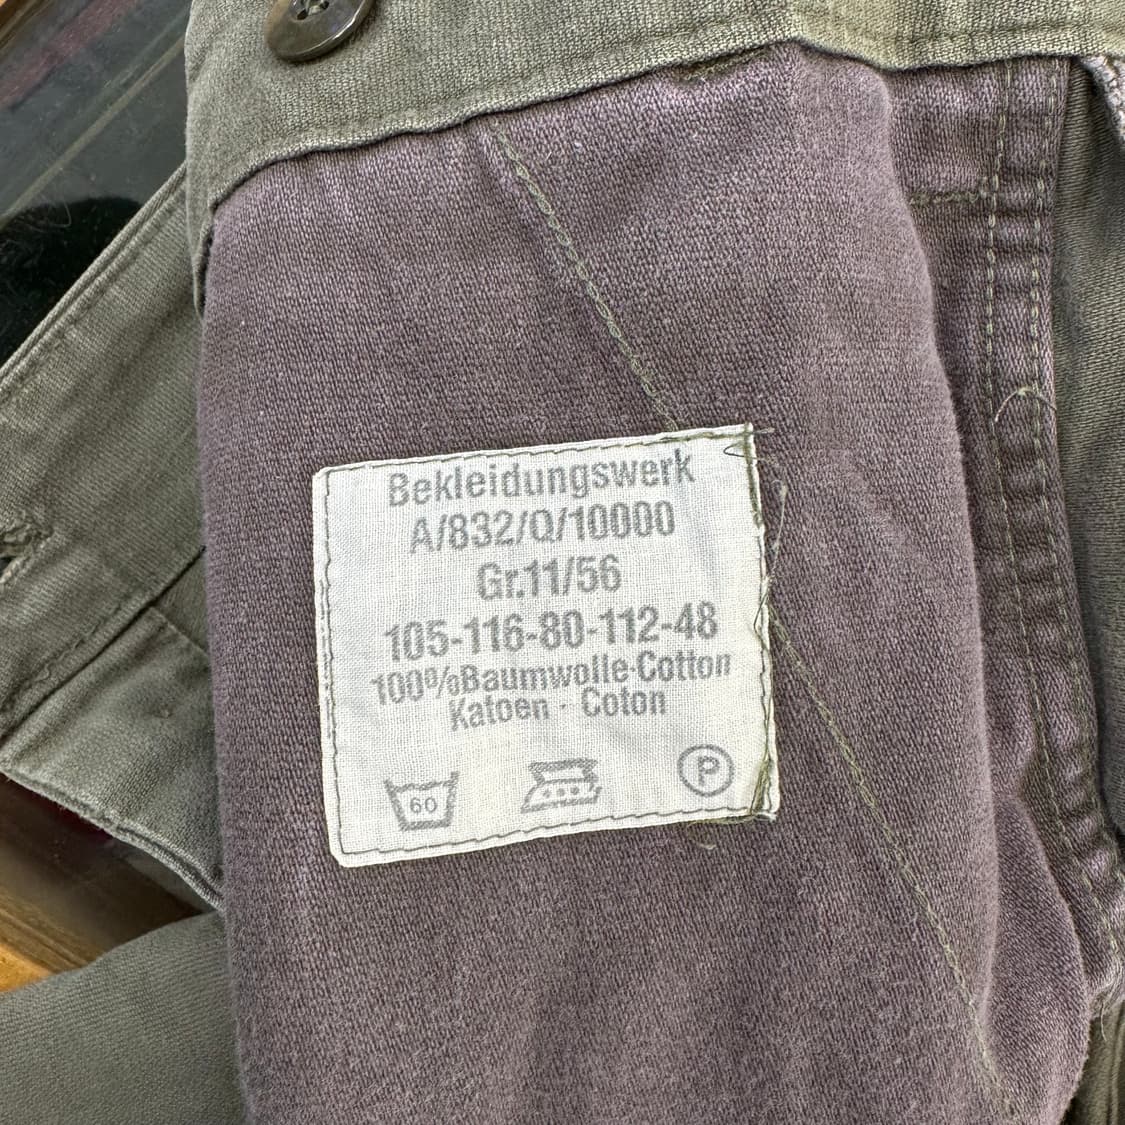 Bekleidungswerk
A/832/Q/10000
Gr.11/56
105-116-80-112-48
100%Baumwolle·Cotton
Katoen · Coton
60
P